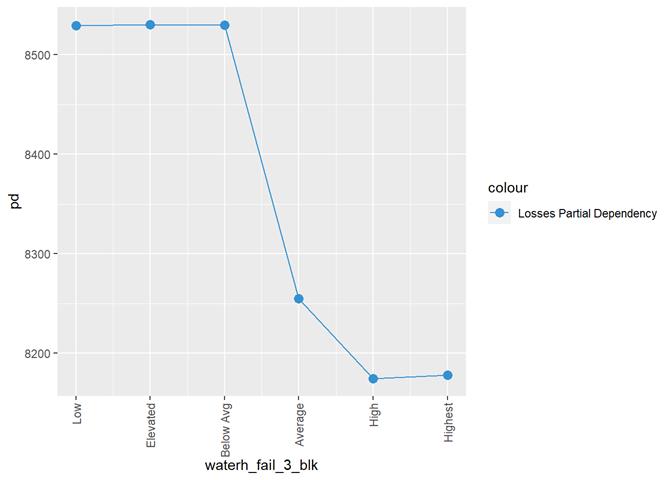 8500
8400
8300
8200
pd
Low
Elevated
Below Avg
Average
High
Highest
waterh_fail_3_blk
colour
Losses Partial Dependency